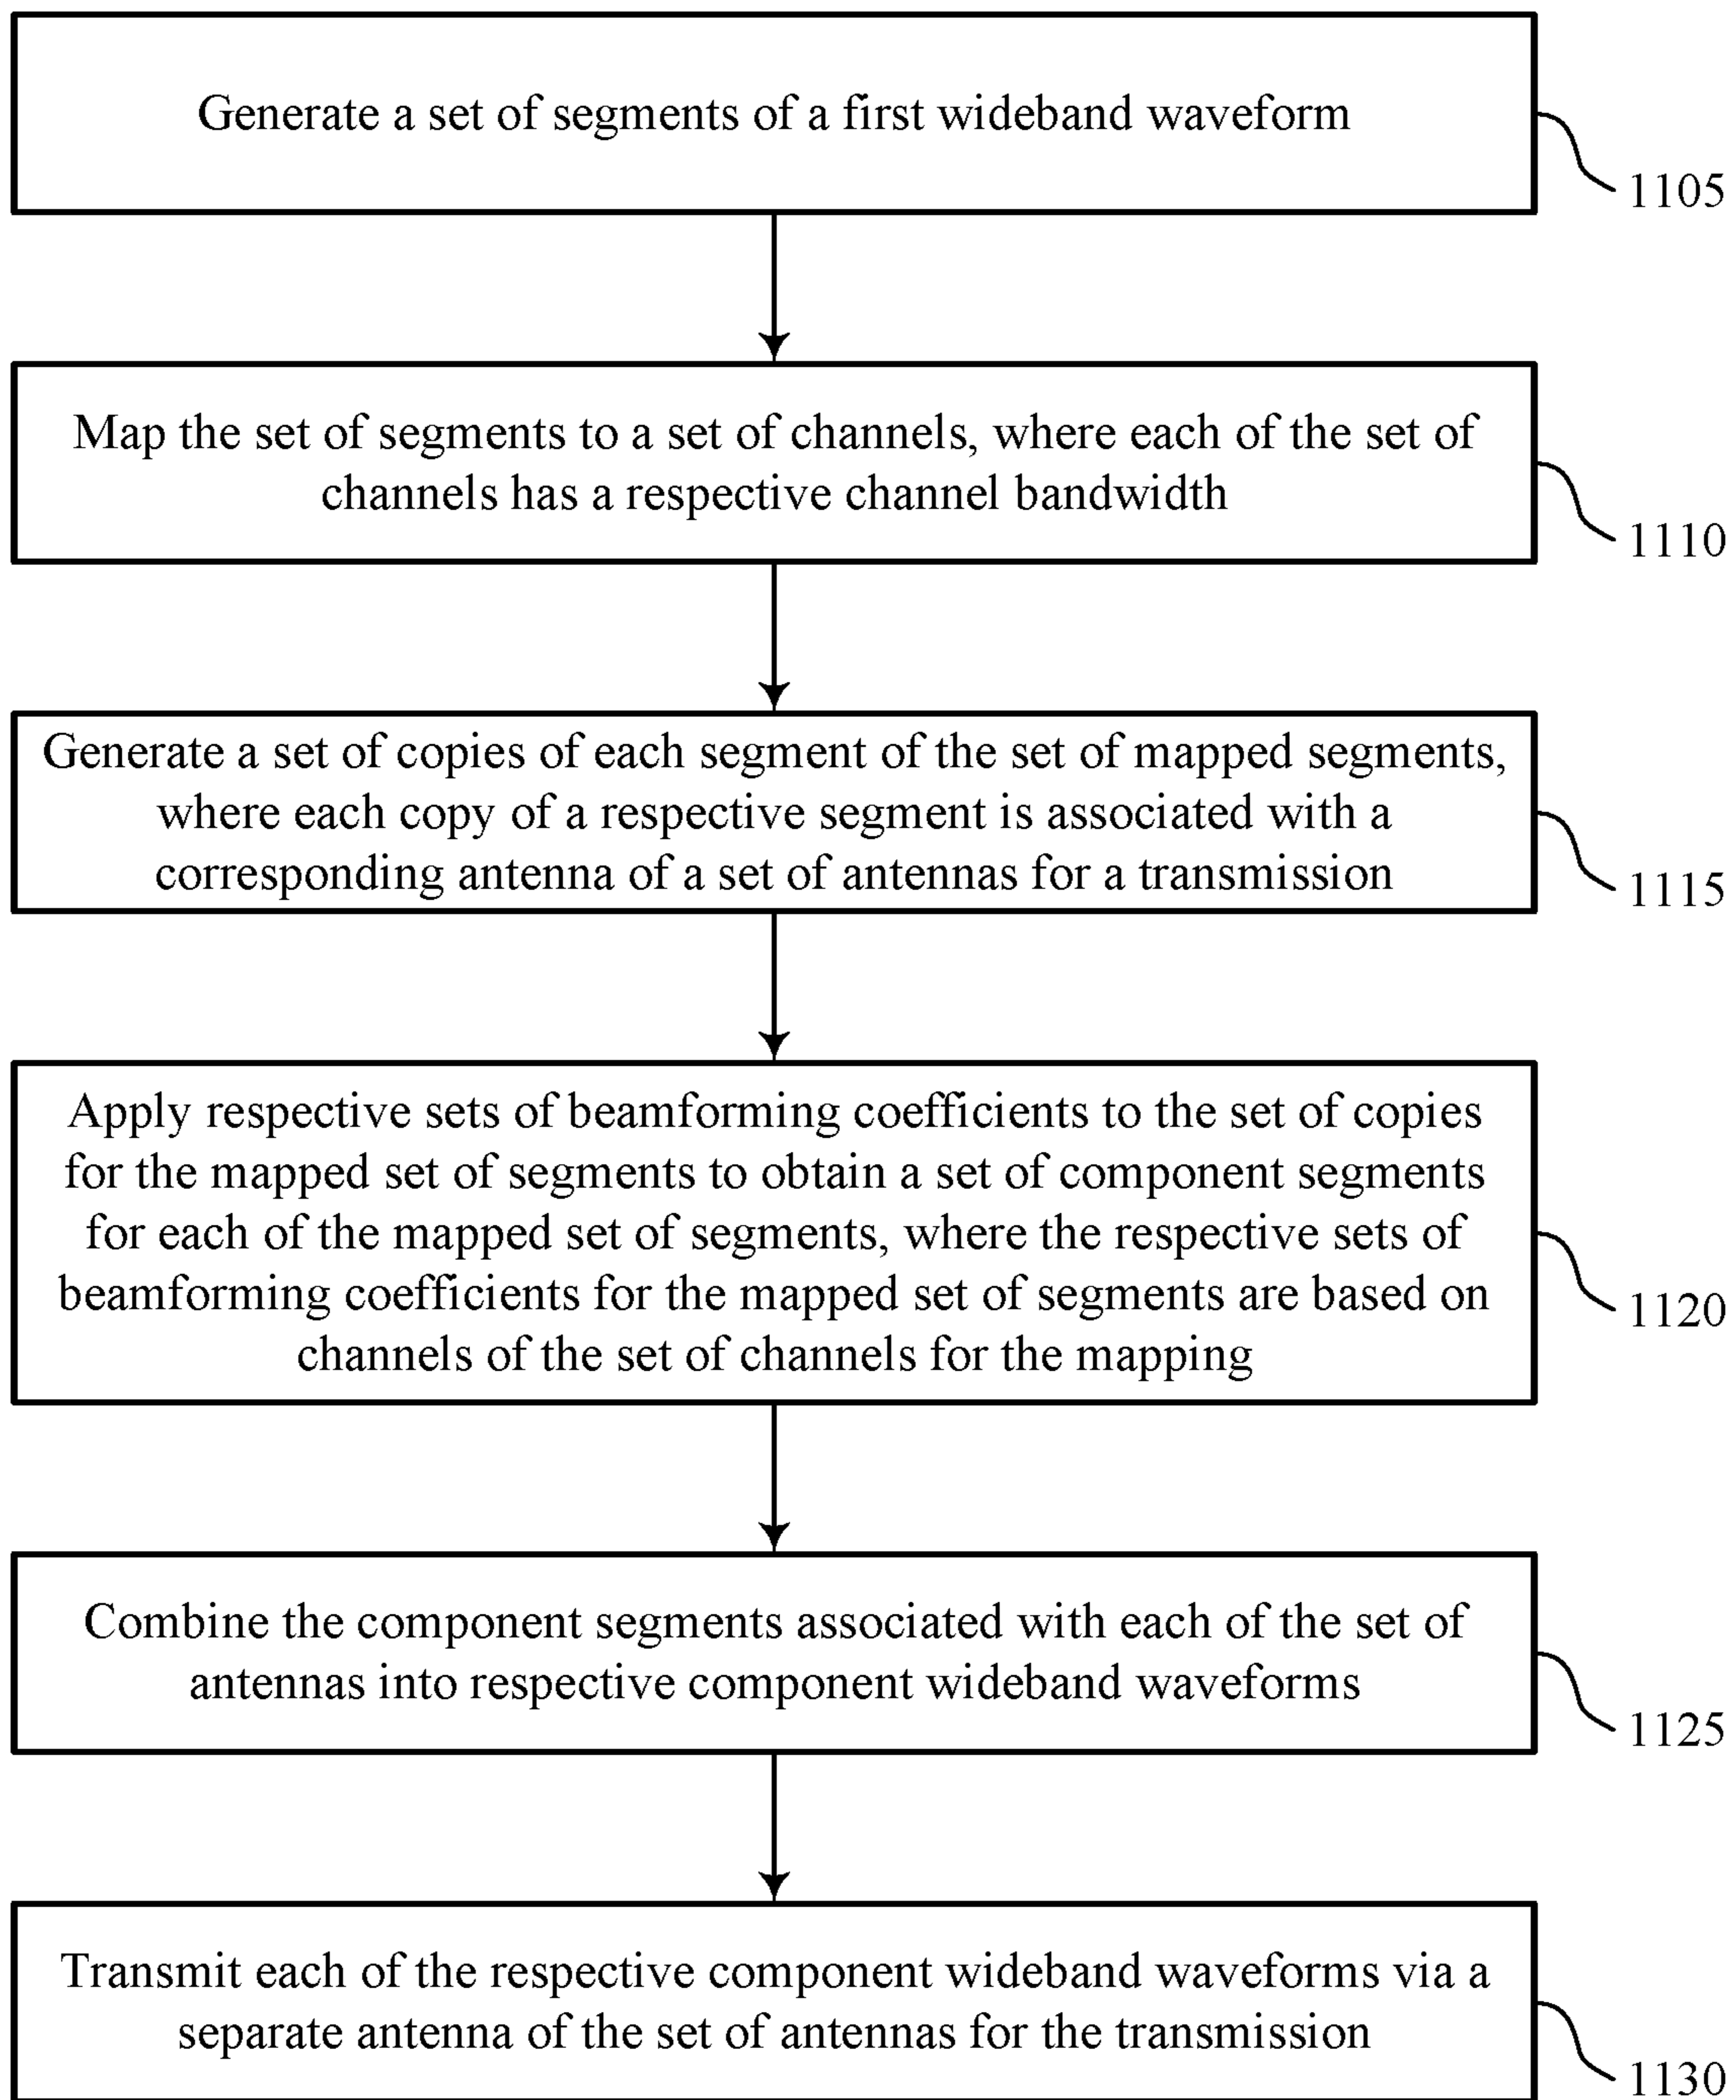 Generate a set of segments of a first wideband waveform
1105
Map the set of segments to a set of channels, where each of the set of
channels has a respective channel bandwidth
1110
Generate a set of copies of each segment of the set of mapped segments,
where each copy of a respective segment is associated with a
corresponding antenna of a set of antennas for a transmission
1115
Apply respective sets of beamforming coefficients to the set of copies
for the mapped set of segments to obtain a set of component segments
for each of the mapped set of segments, where the respective sets of
beamforming coefficients for the mapped set of segments are based on
channels of the set of channels for the mapping
1120
Combine the component segments associated with each of the set of
antennas into respective component wideband waveforms
1125
Transmit each of the respective component wideband waveforms via a
separate antenna of the set of antennas for the transmission
1130